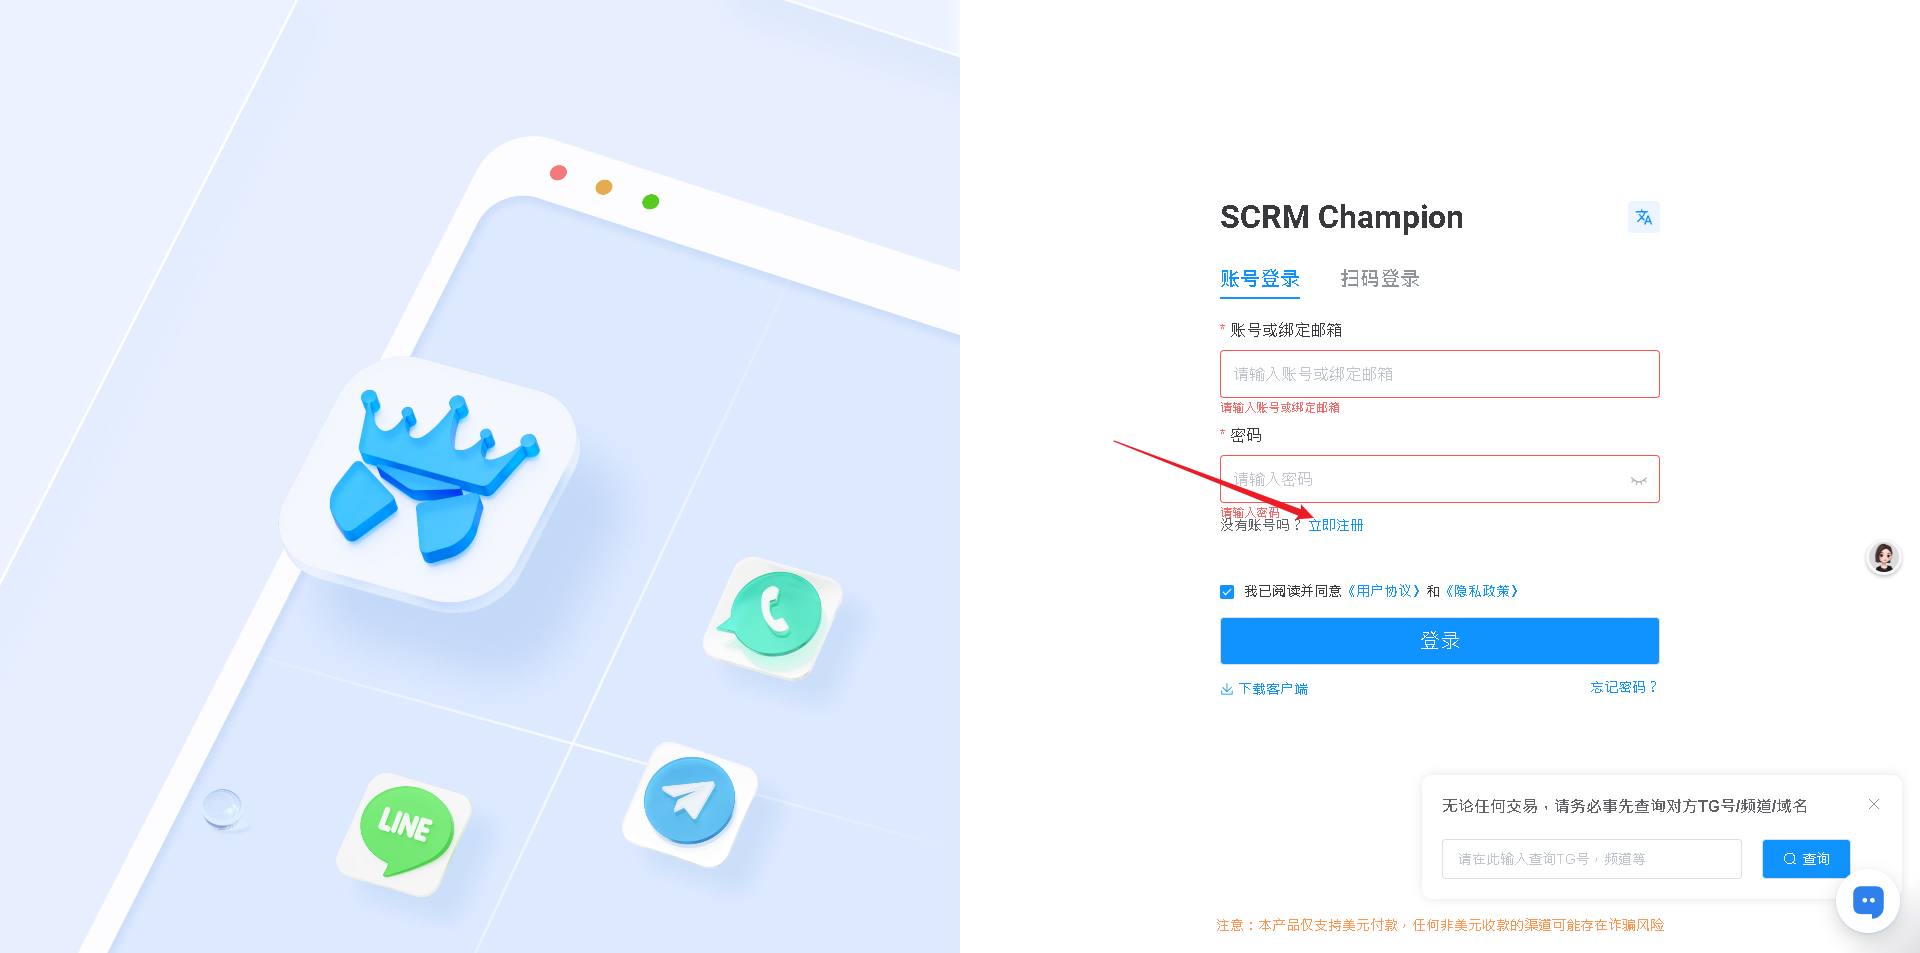 SCRM Champion
账号登录 扫码登录
* 账号或绑定邮箱
请输入账号或绑定邮箱
请输入账号或绑定邮箱
* 密码
请输入密码
请输入密码
没有账号吗？ 立即注册
我已阅读并同意《用户协议》和《隐私政策》
登录
下载客户端 忘记密码？
LINE
无论任何交易，请务必事先查询对方TG号/频道/域名
请在此输入查询TG号，频道等 查询
注意：本产品仅支持美元付款，任何非美元收款的渠道可能存在诈骗风险